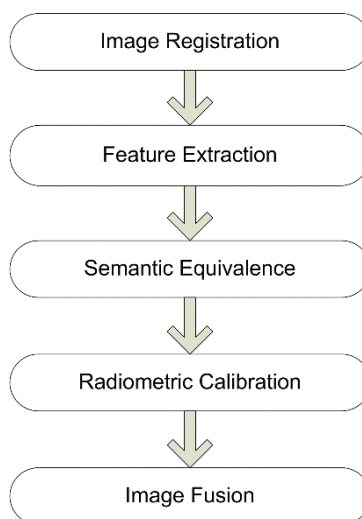 Image Registration
Feature Extraction
Semantic Equivalence
Radiometric Calibration
Image Fusion